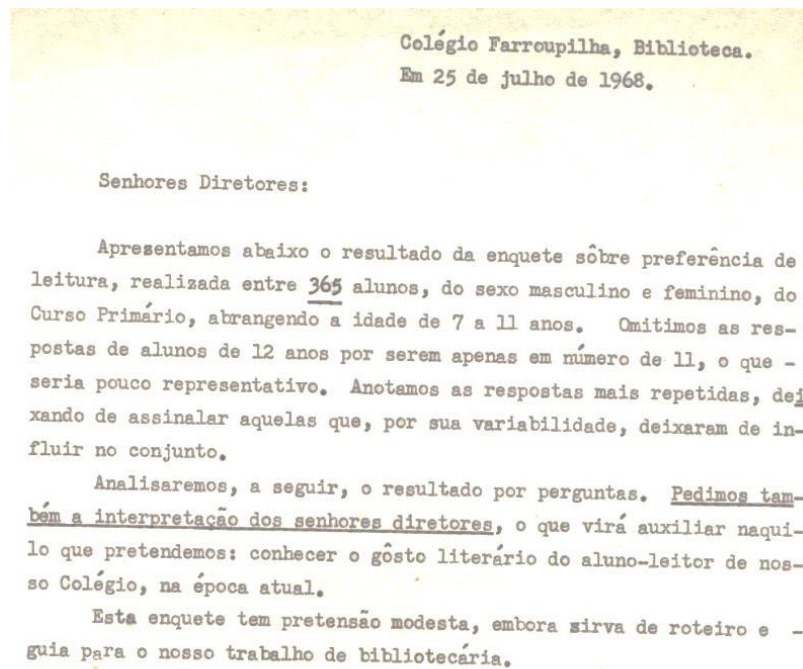 Colégio Farroupilha, Biblioteca.
Em 25 de julho de 1968.
Senhores Diretores:
Apresentamos abaixo o resultado da enquete sôbre preferência de
leitura, realizada entre 365 alunos, do sexo masculino e feminino, do
Curso Primário, abrangendo a idade de 7 a 11 anos. Omitimos as res-
postas de alunos de 12 anos por serem apenas em número de 11, o que -
seria pouco representativo. Anotamos as respostas mais repetidas, dei
xando de assinalar aquelas que, por sua variabilidade, deixaram de in-
fluir no conjunto.
Analisaremos, a seguir, o resultado por perguntas. Pedimos tam-
bém a interpretação dos senhores diretores, o que virá auxiliar naqui-
lo que pretendemos: conhecer o gôsto literário do aluno-leitor de nos-
so Colégio, na época atual.
Esta enquete tem pretensão modesta, embora sirva de roteiro e -
guia para o nosso trabalho de bibliotecária.